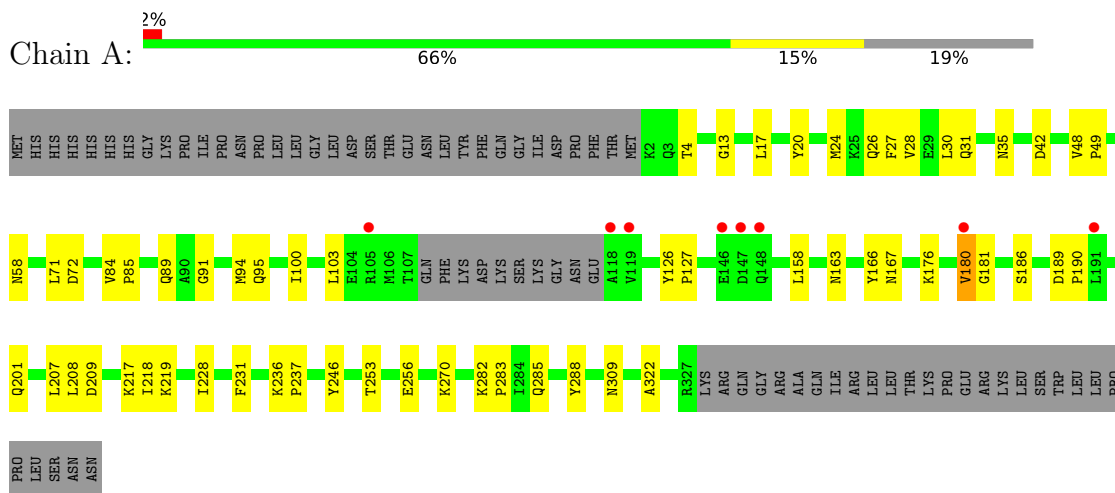 2%
Chain A:
66% 15% 19%
MET HIS HIS HIS HIS HIS HIS GLY LYS PRO ILE PRO ASN PRO LEU LEU GLY LEU ASP SER THR GLU ASN LEU TYR PHE GLN GLY ILE ASP PRO PHE THR MET K2 Q3 T4 G13 L17 Y20 M24 K25 Q26 F27 V28 E29 L30 Q31 N35 D42 V48 P49
N58 L71 D72 V84 P85 Q89 A90 G91 M94 Q95 I100 L103 E104 R105 M106 T107 GLN PHE LYS ASP LYS SER LYS GLY ASN GLU A118 V119 Y126 P127 E146 D147 Q148 L158 N163 Y166 N167 K176 V180 G181 S186 D189 P190 L191
Q201 L207 L208 D209 K217 I218 K219 I228 F231 K236 P237 Y246 T253 E256 K270 K282 P283 I284 Q285 Y288 N309 A322 R327 LYS ARG GLN GLY ARG ALA GLN ILE ARG LEU LEU THR LYS PRO GLU ARG LYS LEU SER TRP LEU LEU PRO
PRO LEU SER ASN ASN